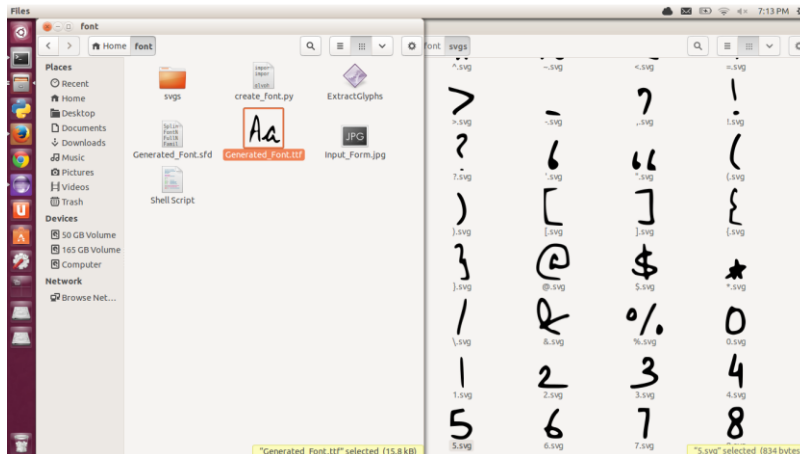 Files
7:13 PM
font
Home font
font svgs
Places
Recent
Home
Desktop
Documents
Downloads
Music
Pictures
Videos
Trash
Devices
50 GB Volume
165 GB Volume
Computer
Network
Browse Net...
svgs
create_font.py
ExtractGlyphs
Generated_Font.sfd
Aa
Generated_Font.ttf
JPG
Input_Form.jpg
Shell Script
"Generated_Font.ttf" selected (15.8 kB)
^.svg ~.svg <.svg =.svg
> - , !
>.svg -.svg ,.svg !.svg
? ‘ “ (
?.svg '.svg ".svg (.svg
) [ ] {
).svg [.svg ].svg {.svg
} @ $ *
}.svg @.svg $.svg *.svg
/ & % 0
\.svg &.svg %.svg 0.svg
1 2 3 4
1.svg 2.svg 3.svg 4.svg
5 6 7 8
5.svg 6.svg 7.svg
"5.svg" selected (834 bytes